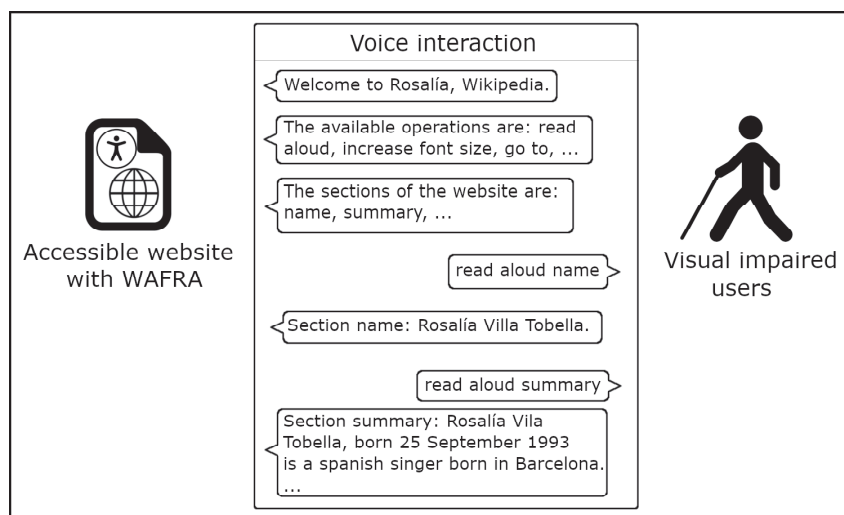 Voice interaction
Welcome to Rosalía, Wikipedia.
The available operations are: read
aloud, increase font size, go to, ...
The sections of the website are:
name, summary, ...
Accessible website
with WAFRA
read aloud name
Visual impaired
users
Section name: Rosalía Villa Tobella.
read aloud summary
Section summary: Rosalía Vila
Tobella, born 25 September 1993
is a spanish singer born in Barcelona.
...